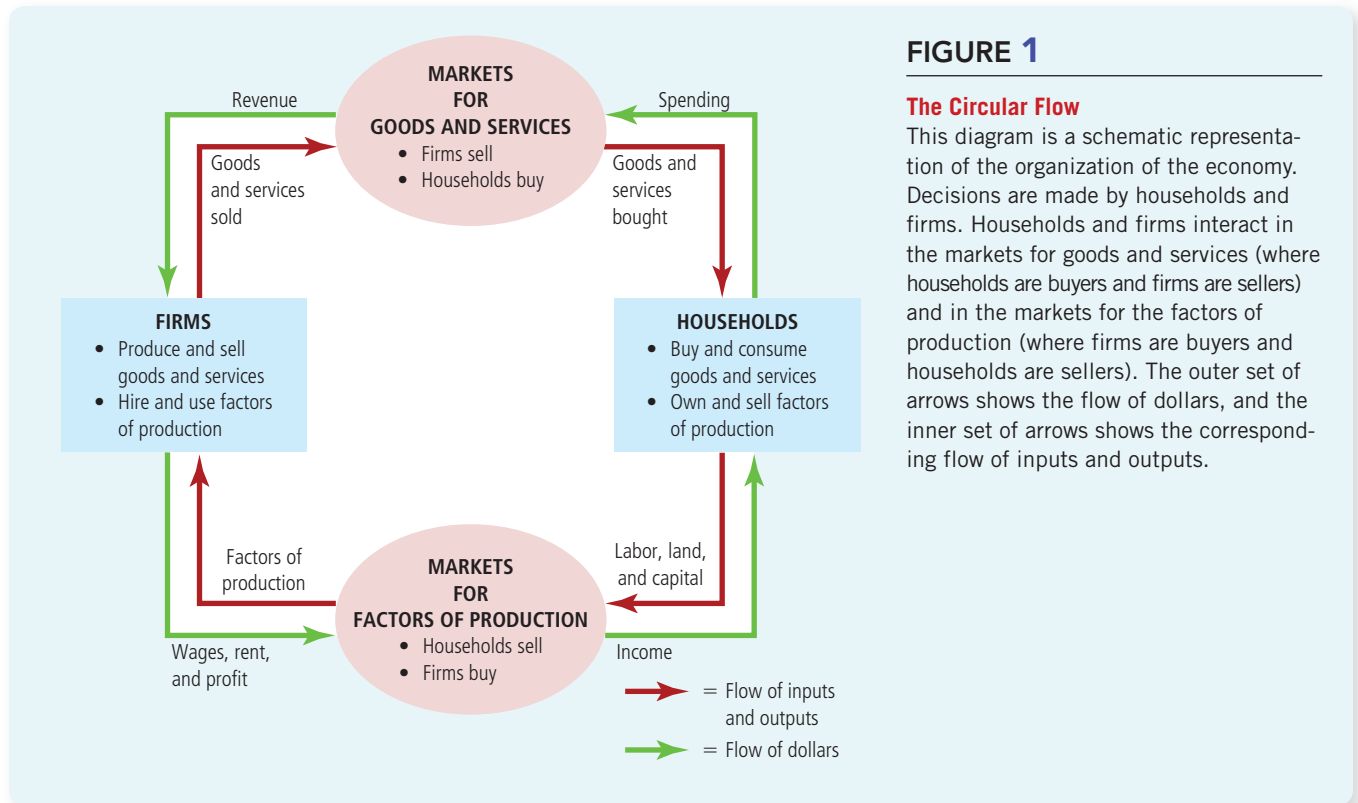 MARKETS
FOR
GOODS AND SERVICES
• Firms sell
• Households buy
Revenue
Spending
Goods
and services
sold
Goods and
services
bought
FIRMS
• Produce and sell
goods and services
• Hire and use factors
of production
HOUSEHOLDS
• Buy and consume
goods and services
• Own and sell factors
of production
Factors of
production
Labor, land,
and capital
MARKETS
FOR
FACTORS OF PRODUCTION
• Households sell
• Firms buy
Wages, rent,
and profit
Income
= Flow of inputs
and outputs
= Flow of dollars
FIGURE 1
The Circular Flow
This diagram is a schematic representa-
tion of the organization of the economy.
Decisions are made by households and
firms. Households and firms interact in
the markets for goods and services (where
households are buyers and firms are sellers)
and in the markets for the factors of
production (where firms are buyers and
households are sellers). The outer set of
arrows shows the flow of dollars, and the
inner set of arrows shows the correspond-
ing flow of inputs and outputs.